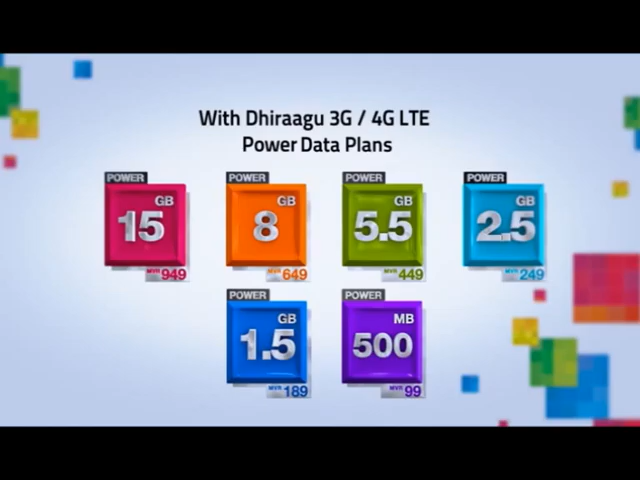 With Dhiraagu 3G / 4G LTE
Power Data Plans
POWER
15 GB
MVR 949
POWER
8 GB
MVR 649
POWER
5.5 GB
MVR 449
POWER
2.5 GB
MVR 249
POWER
1.5 GB
MVR 189
POWER
500 MB
MVR 99